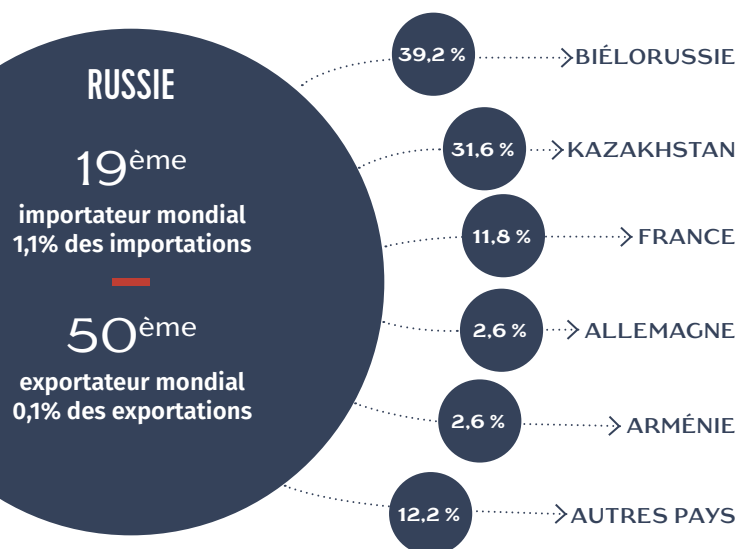 RUSSIE
19ème
importateur mondial
1,1% des importations
50ème
exportateur mondial
0,1% des exportations
39,2 % BIÉLORUSSIE
31,6 % KAZAKHSTAN
11,8 % FRANCE
2,6 % ALLEMAGNE
2,6 % ARMÉNIE
12,2 % AUTRES PAYS